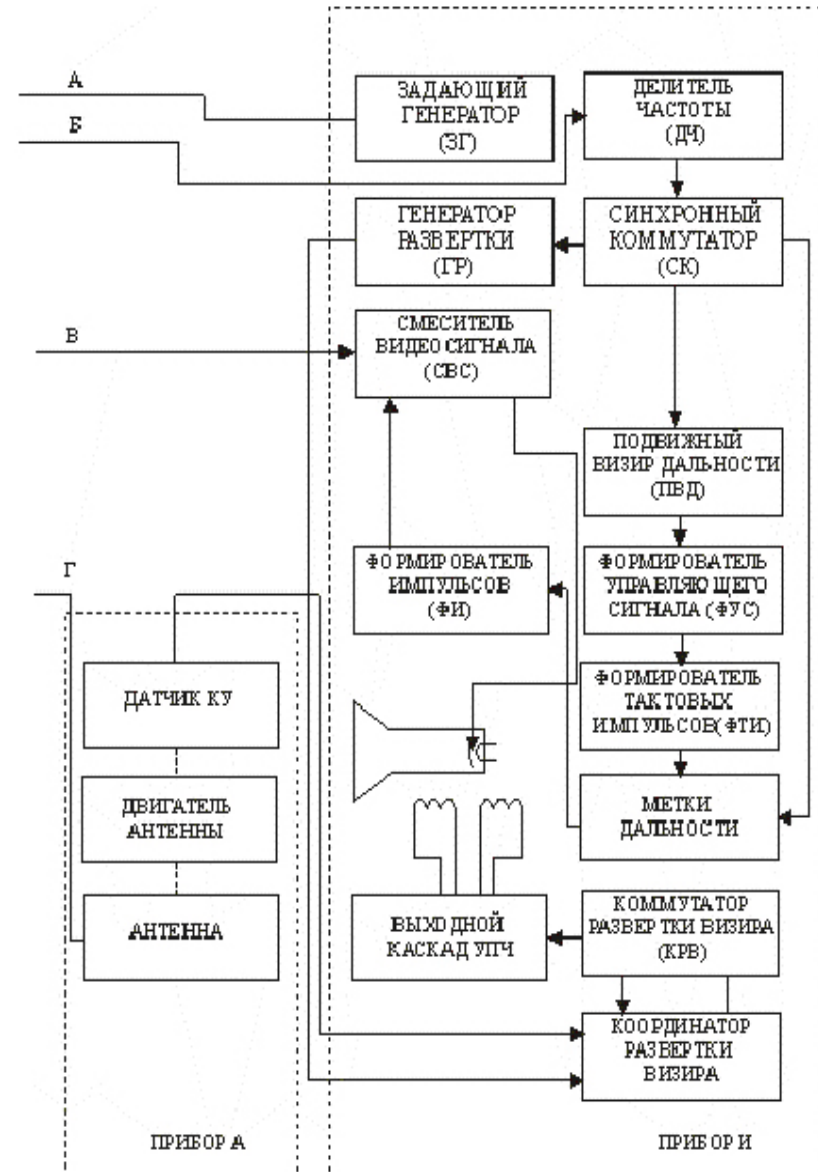 А
ЗАДАЮЩИЙ
ГЕНЕРАТОР
(ЗГ)
ДЕЛИТЕЛЬ
ЧАСТОТЫ
(ДЧ)
Б
ГЕНЕРАТОР
РАЗВЕРТКИ
(ГР)
СИНХРОННЫЙ
КОММУТАТОР
(СК)
В
СМЕСИТЕЛЬ
ВИДЕОСИГНАЛА
(СВС)
ПОДВИЖНЫЙ
ВИЗИР ДАЛЬНОСТИ
(ПВД)
Г
ФОРМИРОВАТЕЛЬ
ИМПУЛЬСОВ
(ФИ)
ФОРМИРОВАТЕЛЬ
УПРАВЛЯЮЩЕГО
СИГНАЛА (ФУС)
ДАТЧИК КУ
ФОРМИРОВАТЕЛЬ
ТАКТОВЫХ
ИМПУЛЬСОВ(ФТИ)
ДВИГАТЕЛЬ
АНТЕННЫ
МЕТКИ
ДАЛЬНОСТИ
АНТЕННА
ВЫХОДНОЙ
КАСКАД УПЧ
КОММУТАТОР
РАЗВЕРТКИ ВИЗИРА
(КРВ)
КООРДИНАТОР
РАЗВЕРТКИ
ВИЗИРА
ПРИБОР А
ПРИБОР И